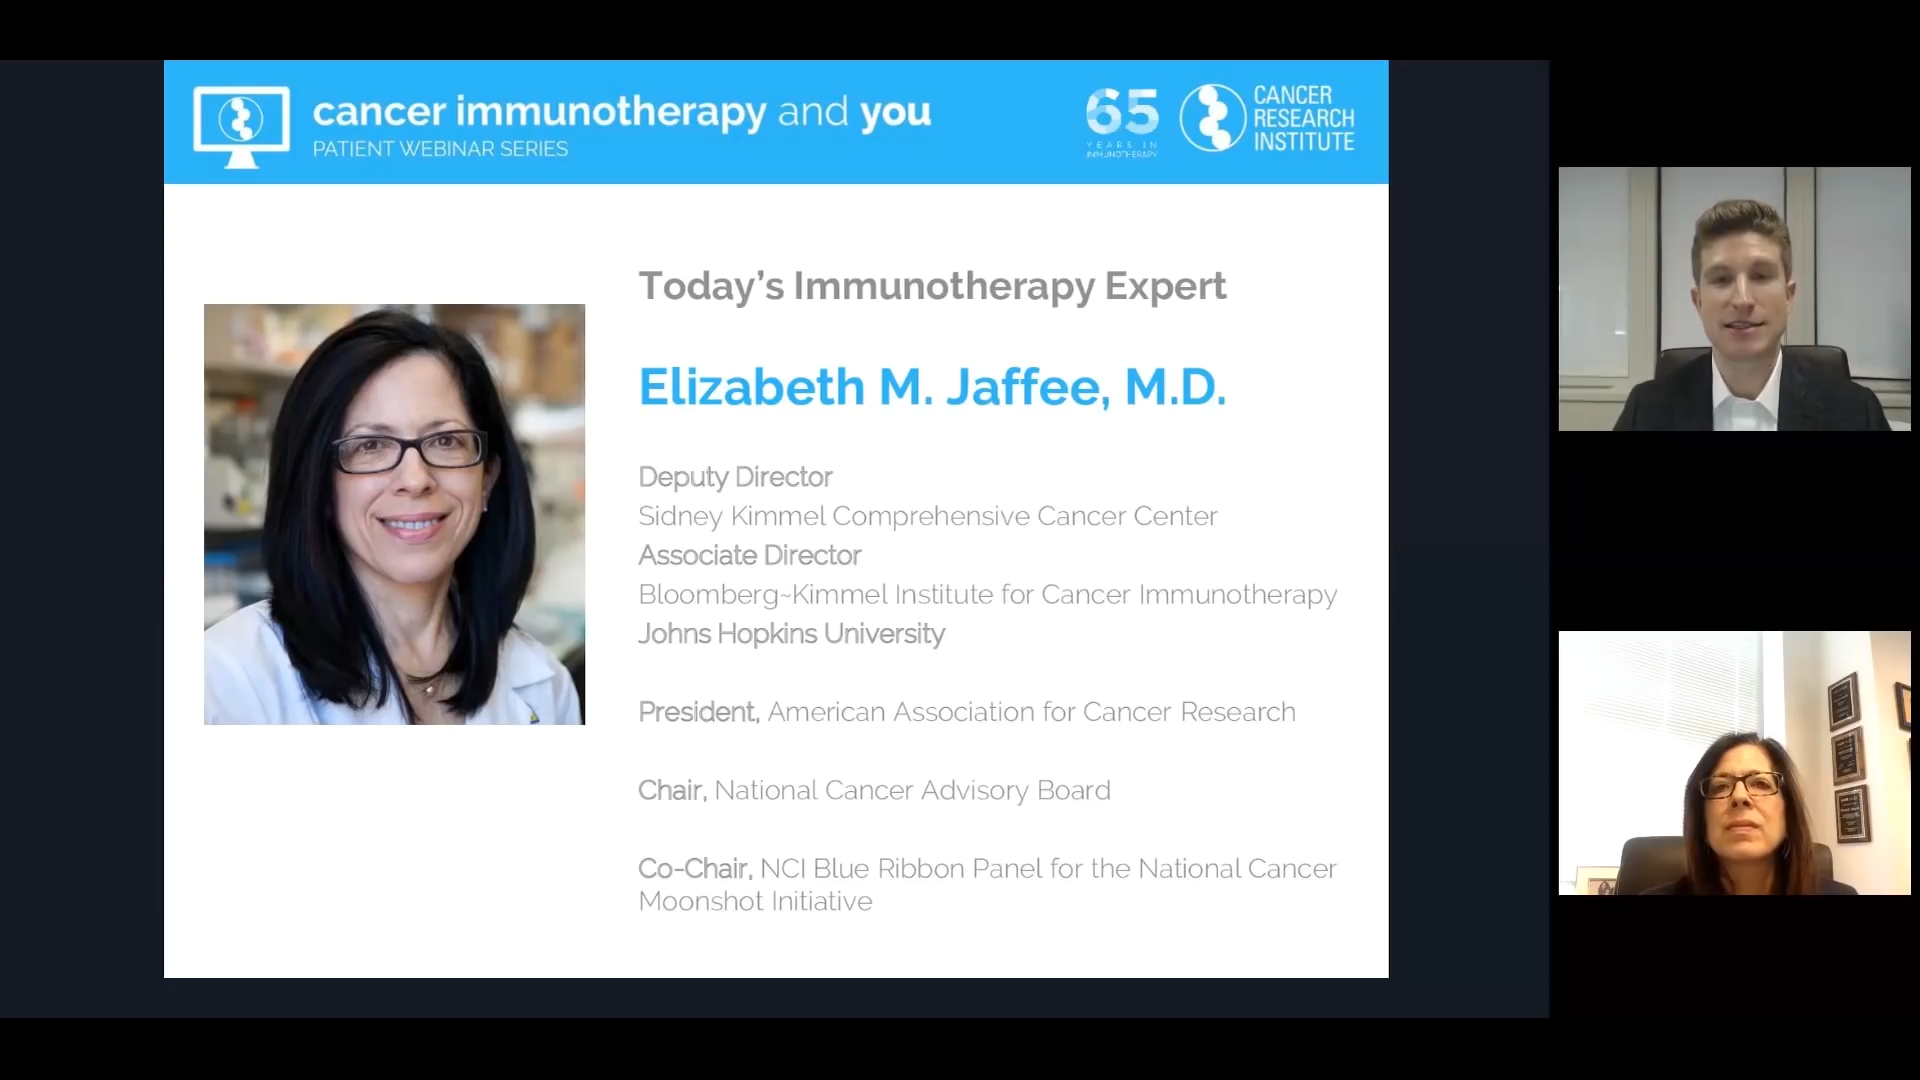 cancer immunotherapy and you
PATIENT WEBINAR SERIES
65
YEARS IN
IMMUNOTHERAPY
CANCER
RESEARCH
INSTITUTE
Today's Immunotherapy Expert
Elizabeth M. Jaffee, M.D.
Deputy Director
Sidney Kimmel Comprehensive Cancer Center
Associate Director
Bloomberg~Kimmel Institute for Cancer Immunotherapy
Johns Hopkins University
President, American Association for Cancer Research
Chair, National Cancer Advisory Board
Co-Chair, NCI Blue Ribbon Panel for the National Cancer
Moonshot Initiative